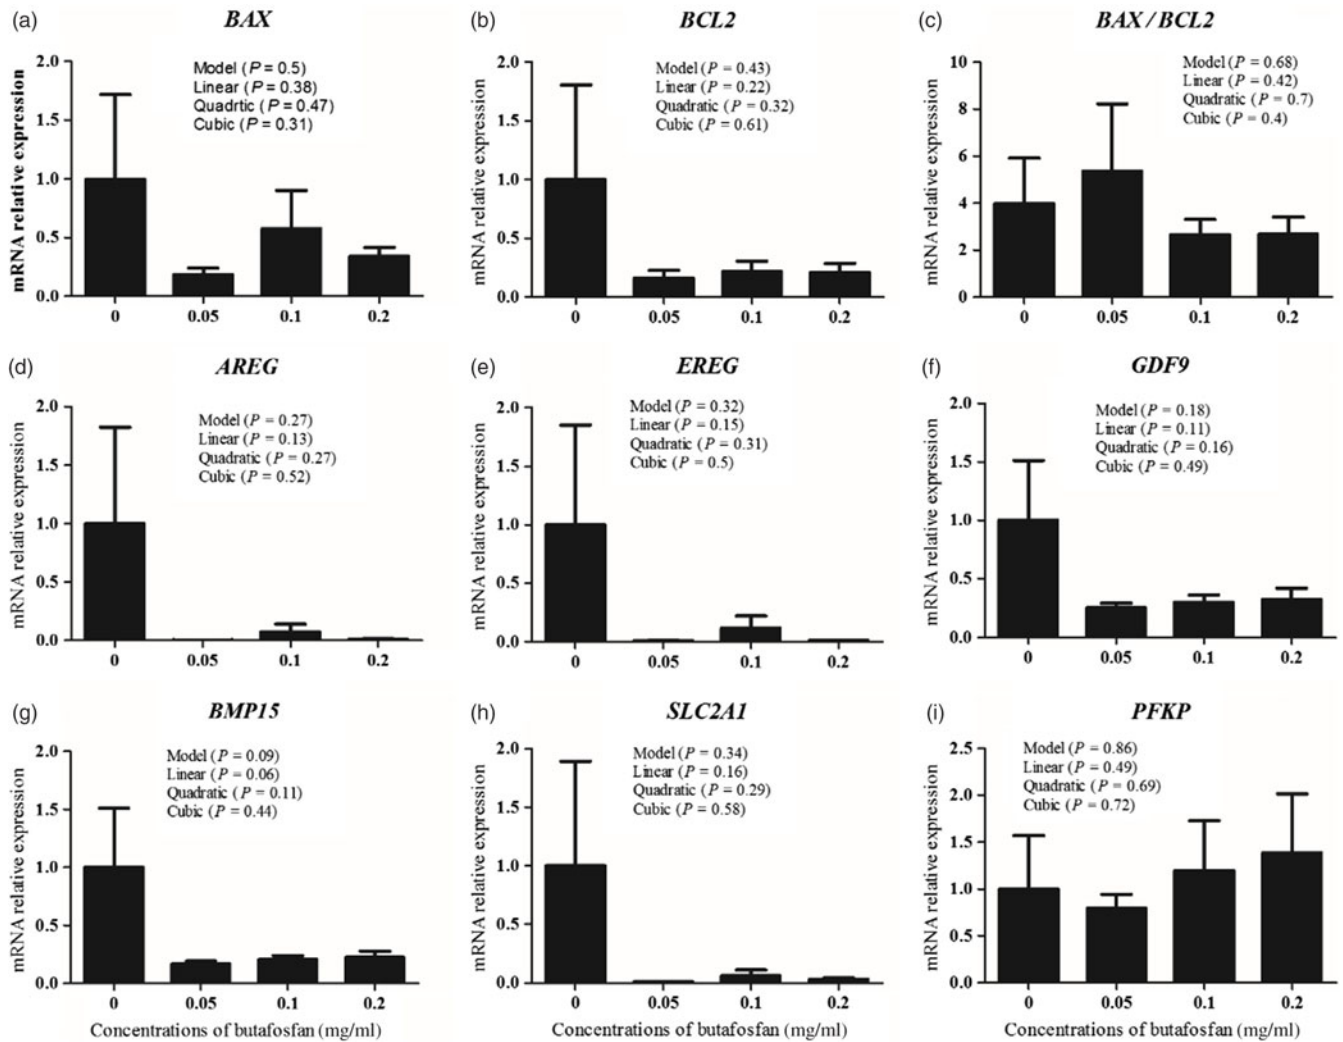 (a) BAX
Model (P = 0.5)
Linear (P = 0.38)
Quadrtic (P = 0.47)
Cubic (P = 0.31)
mRNA relative expression
2.0
1.5
1.0
0.5
0.0
0 0.05 0.1 0.2
(b) BCL2
Model (P = 0.43)
Linear (P = 0.22)
Quadratic (P = 0.32)
Cubic (P = 0.61)
mRNA relative expression
2.0
1.5
1.0
0.5
0.0
0 0.05 0.1 0.2
(c) BAX / BCL2
Model (P = 0.68)
Linear (P = 0.42)
Quadratic (P = 0.7)
Cubic (P = 0.4)
mRNA relative expression
10
8
6
4
2
0
0 0.05 0.1 0.2
(d) AREG
Model (P = 0.27)
Linear (P = 0.13)
Quadratic (P = 0.27)
Cubic (P = 0.52)
mRNA relative expression
2.0
1.5
1.0
0.5
0.0
0 0.05 0.1 0.2
(e) EREG
Model (P = 0.32)
Linear (P = 0.15)
Quadratic (P = 0.31)
Cubic (P = 0.5)
mRNA relative expression
2.0
1.5
1.0
0.5
0.0
0 0.05 0.1 0.2
(f) GDF9
Model (P = 0.18)
Linear (P = 0.11)
Quadratic (P = 0.16)
Cubic (P = 0.49)
mRNA relative expression
2.0
1.5
1.0
0.5
0.0
0 0.05 0.1 0.2
(g) BMP15
Model (P = 0.09)
Linear (P = 0.06)
Quadratic (P = 0.11)
Cubic (P = 0.44)
mRNA relative expression
2.0
1.5
1.0
0.5
0.0
0 0.05 0.1 0.2
Concentrations of butafosfan (mg/ml)
(h) SLC2A1
Model (P = 0.34)
Linear (P = 0.16)
Quadratic (P = 0.29)
Cubic (P = 0.58)
mRNA relative expression
2.0
1.5
1.0
0.5
0.0
0 0.05 0.1 0.2
Concentrations of butafosfan (mg/ml)
(i) PFKP
Model (P = 0.86)
Linear (P = 0.49)
Quadratic (P = 0.69)
Cubic (P = 0.72)
mRNA relative expression
2.5
2.0
1.5
1.0
0.5
0.0
0 0.05 0.1 0.2
Concentrations of butafosfan (mg/ml)